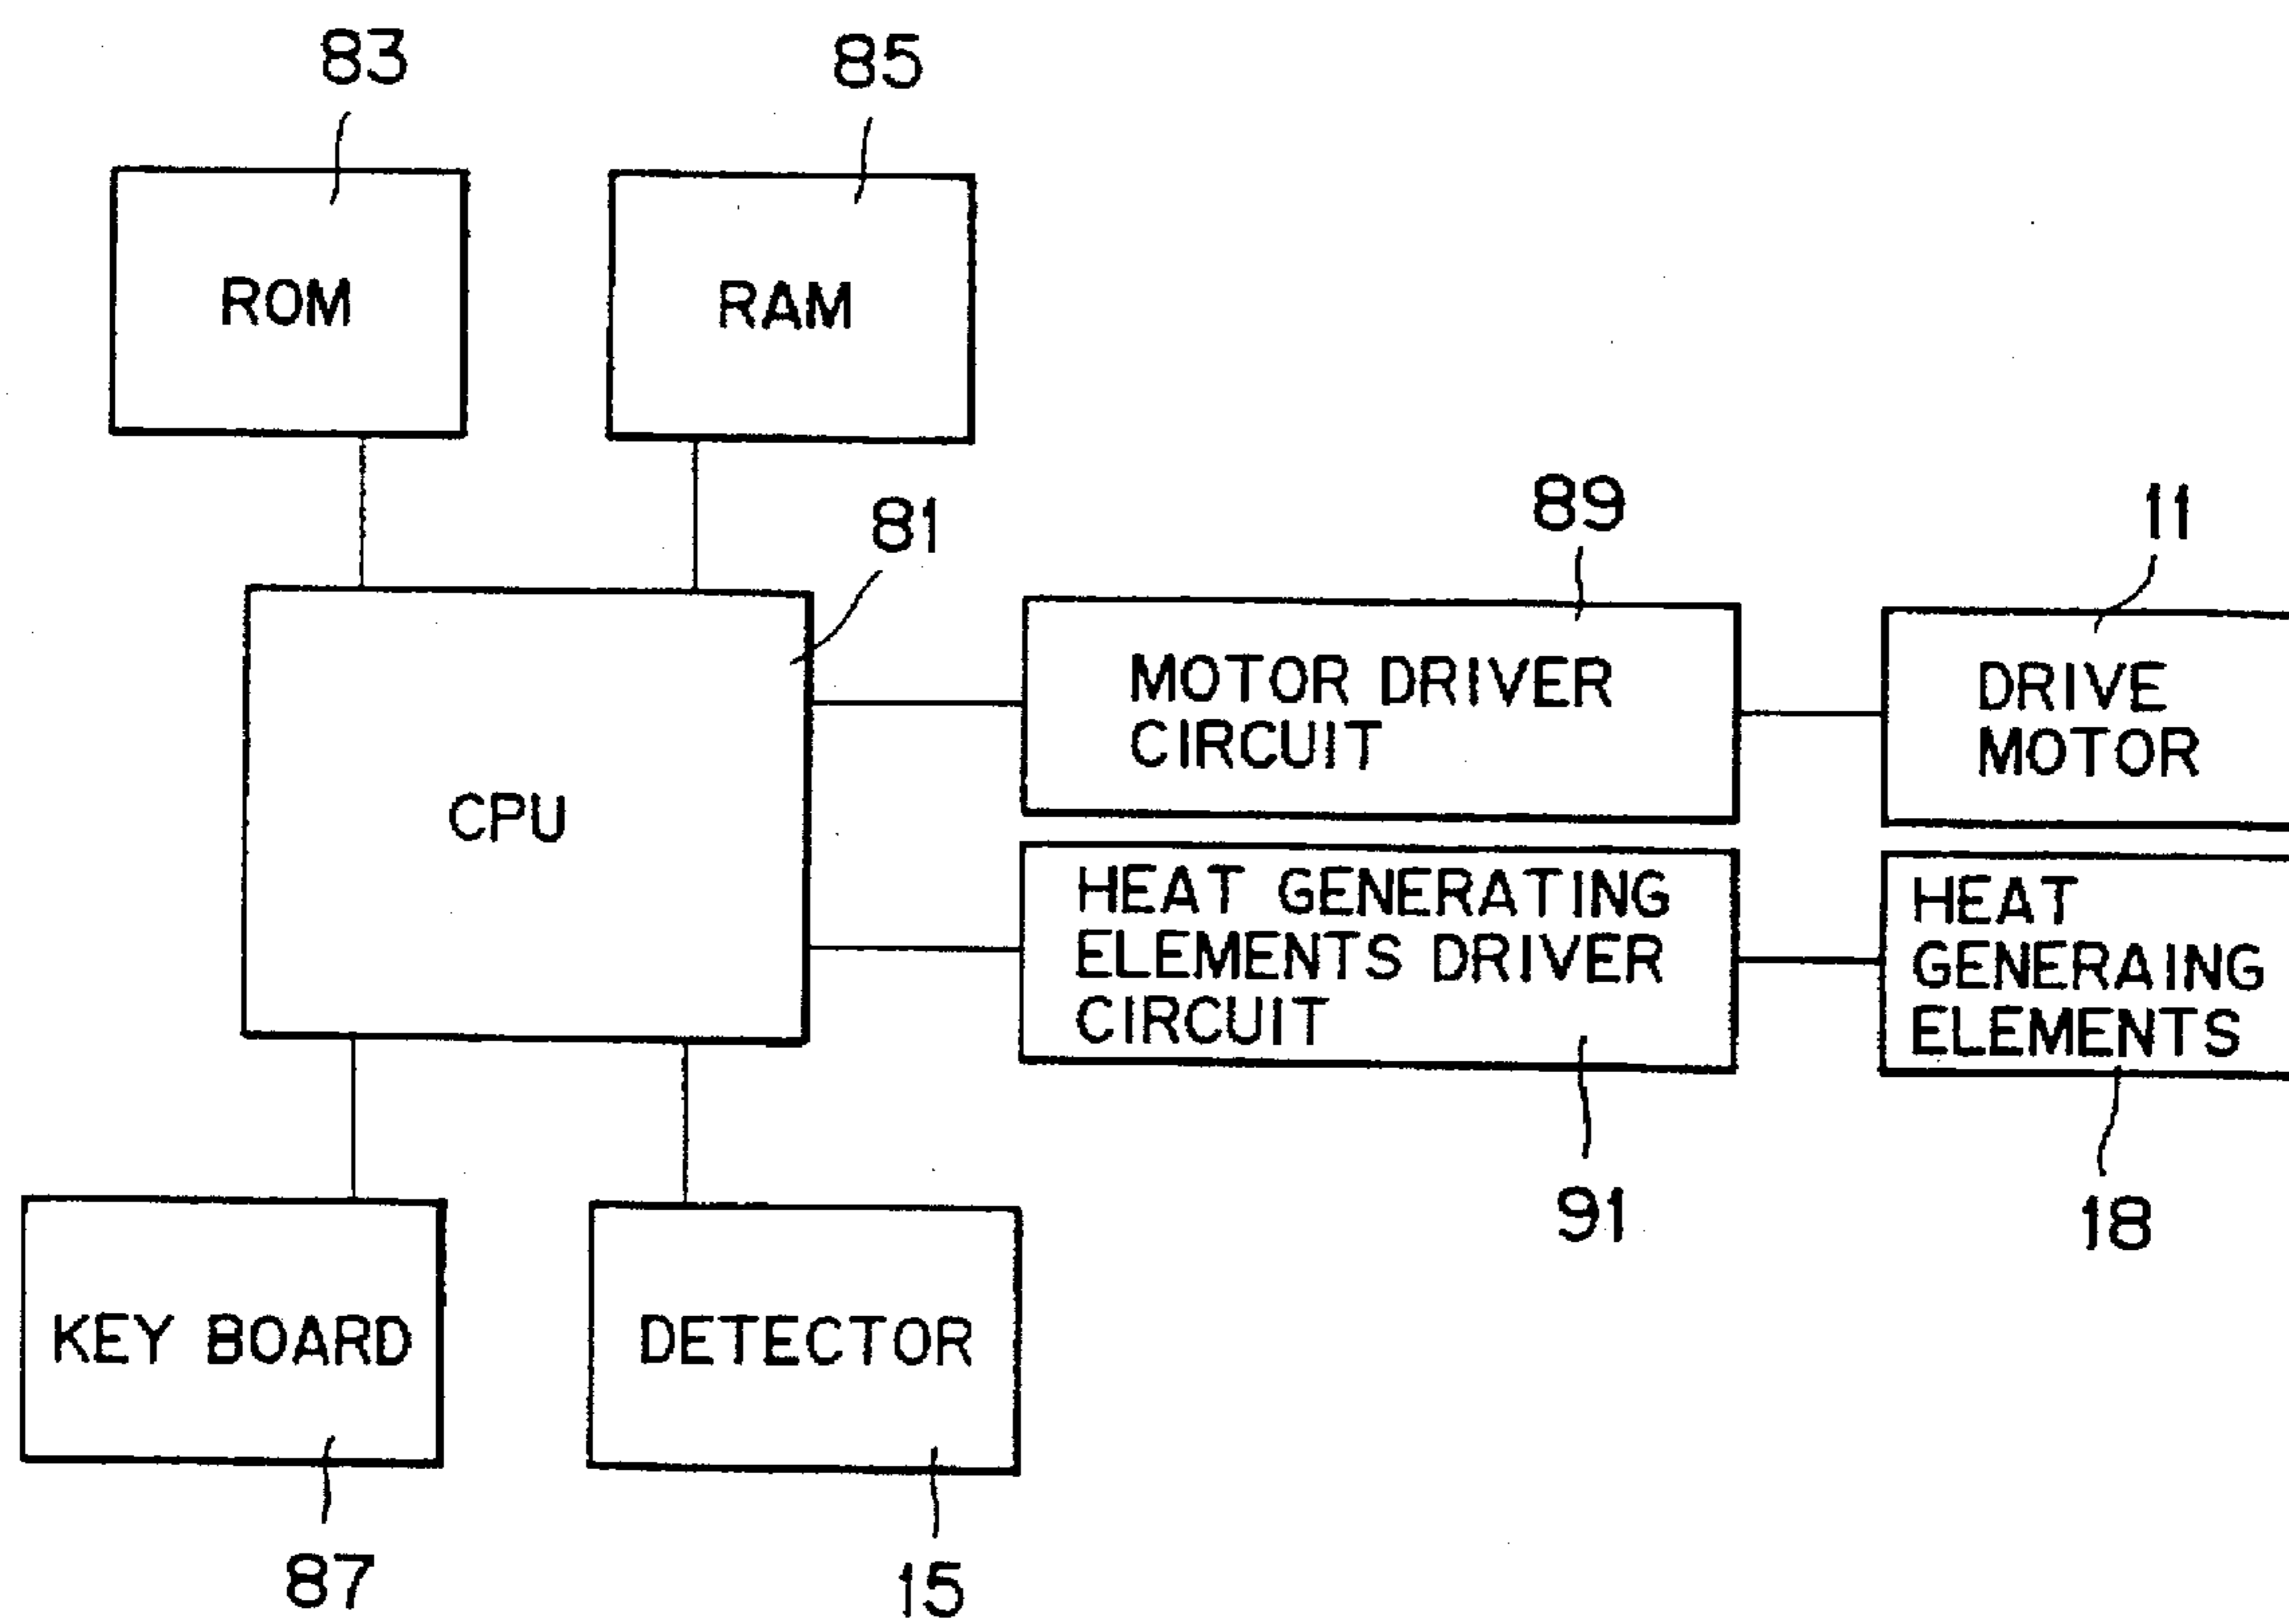 83
85
ROM
RAM
81
89
11
MOTOR DRIVER
CIRCUIT
DRIVE
MOTOR
CPU
HEAT GENERATING
ELEMENTS DRIVER
CIRCUIT
HEAT
GENERAING
ELEMENTS
91
18
KEY BOARD
DETECTOR
87
15